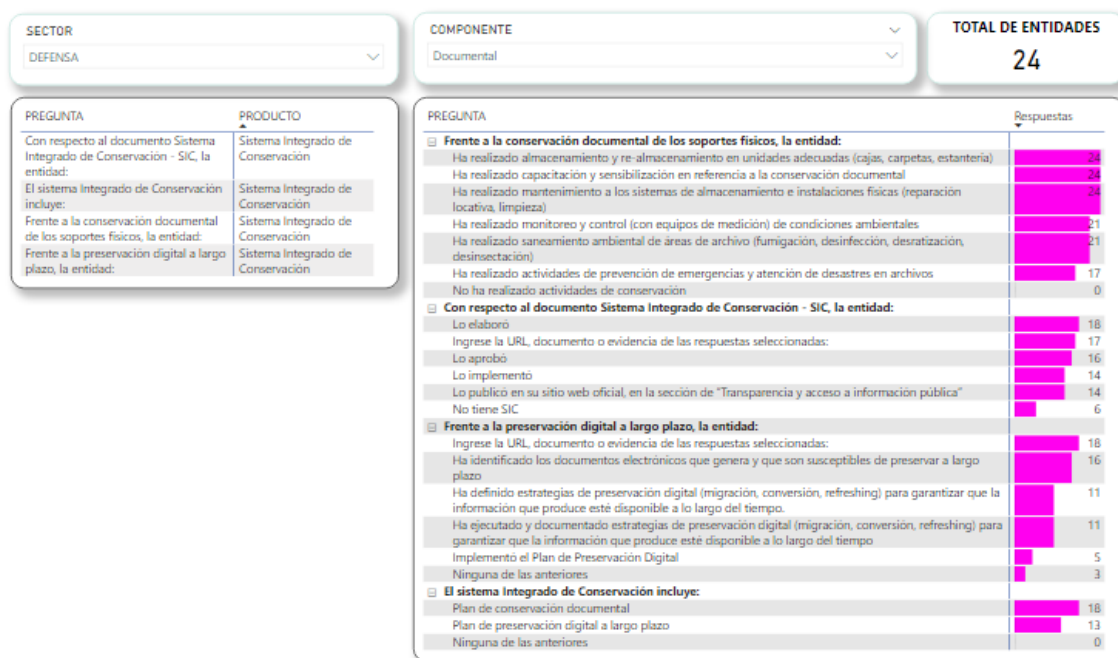 SECTOR
DEFENSA
COMPONENTE
Documental
TOTAL DE ENTIDADES
24
PREGUNTA PRODUCTO
Con respecto al documento Sistema Sistema Integrado de
Integrado de Conservación - SIC, la Conservación
entidad:
El sistema Integrado de Conservación Sistema Integrado de
incluye: Conservación
Frente a la conservación documental Sistema Integrado de
de los soportes físicos, la entidad: Conservación
Frente a la preservación digital a largo Sistema Integrado de
plazo, la entidad: Conservación
PREGUNTA Respuestas
Frente a la conservación documental de los soportes físicos, la entidad:
Ha realizado almacenamiento y re-almacenamiento en unidades adecuadas (cajas, carpetas, estantería) 24
Ha realizado capacitación y sensibilización en referencia a la conservación documental 24
Ha realizado mantenimiento a los sistemas de almacenamiento e instalaciones físicas (reparación 24
locativa, limpieza)
Ha realizado monitoreo y control (con equipos de medición) de condiciones ambientales 21
Ha realizado saneamiento ambiental de áreas de archivo (fumigación, desinfección, desratización, 21
desinsectación)
Ha realizado actividades de prevención de emergencias y atención de desastres en archivos 17
No ha realizado actividades de conservación 0
Con respecto al documento Sistema Integrado de Conservación - SIC, la entidad:
Lo elaboró 18
Ingrese la URL, documento o evidencia de las respuestas seleccionadas: 17
Lo aprobó 16
Lo implementó 14
Lo publicó en su sitio web oficial, en la sección de "Transparencia y acceso a información pública" 14
No tiene SIC 6
Frente a la preservación digital a largo plazo, la entidad:
Ingrese la URL, documento o evidencia de las respuestas seleccionadas: 18
Ha identificado los documentos electrónicos que genera y que son susceptibles de preservar a largo 16
plazo
Ha definido estrategias de preservación digital (migración, conversión, refreshing) para garantizar que la 11
información que produce esté disponible a lo largo del tiempo.
Ha ejecutado y documentado estrategias de preservación digital (migración, conversión, refreshing) para 11
garantizar que la información que produce esté disponible a lo largo del tiempo
Implementó el Plan de Preservación Digital 5
Ninguna de las anteriores 3
El sistema Integrado de Conservación incluye:
Plan de conservación documental 18
Plan de preservación digital a largo plazo 13
Ninguna de las anteriores 0